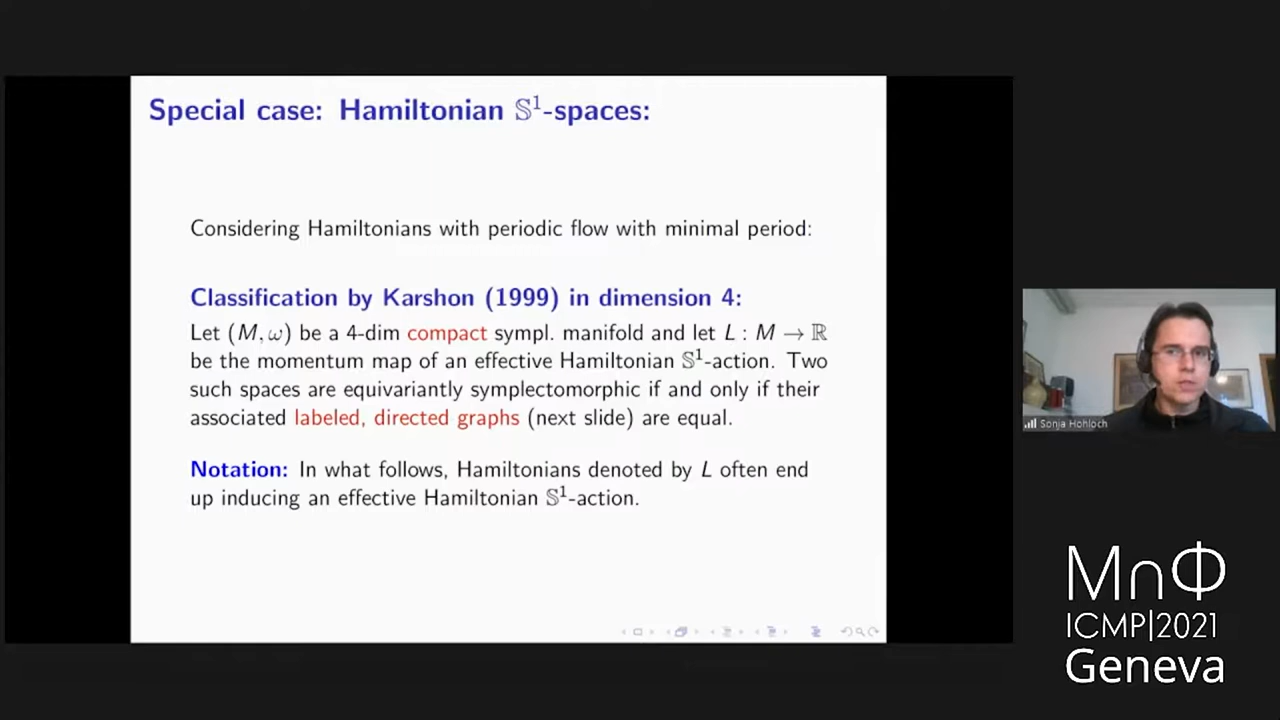 Special case: Hamiltonian 𝕊¹-spaces:
Considering Hamiltonians with periodic flow with minimal period:
Classification by Karshon (1999) in dimension 4:
Let (M, ω) be a 4-dim compact sympl. manifold and let L : M → ℝ
be the momentum map of an effective Hamiltonian 𝕊¹-action. Two
such spaces are equivariantly symplectomorphic if and only if their
associated labeled, directed graphs (next slide) are equal.
Notation: In what follows, Hamiltonians denoted by L often end
up inducing an effective Hamiltonian 𝕊¹-action.
Sonja Hohloch
M∩Φ
ICMP|2021
Geneva